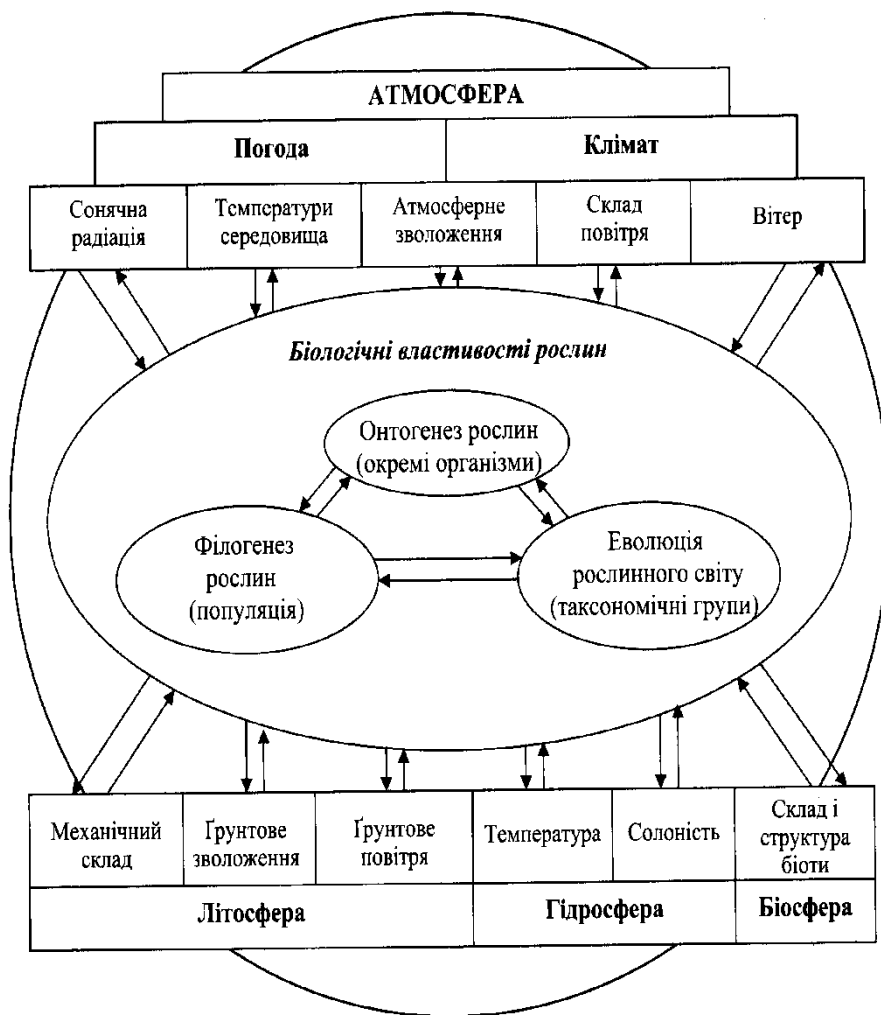 АТМОСФЕРА
Погода
Клімат
Сонячна
радіація
Температури
середовища
Атмосферне
зволоження
Склад
повітря
Вітер
Біологічні властивості рослин
Онтогенез рослин
(окремі організми)
Філогенез
рослин
(популяція)
Еволюція
рослинного світу
(таксономічні групи)
Механічний
склад
Ґрунтове
зволоження
Ґрунтове
повітря
Температура
Солоність
Склад і
структура
біоти
Літосфера
Гідросфера
Біосфера